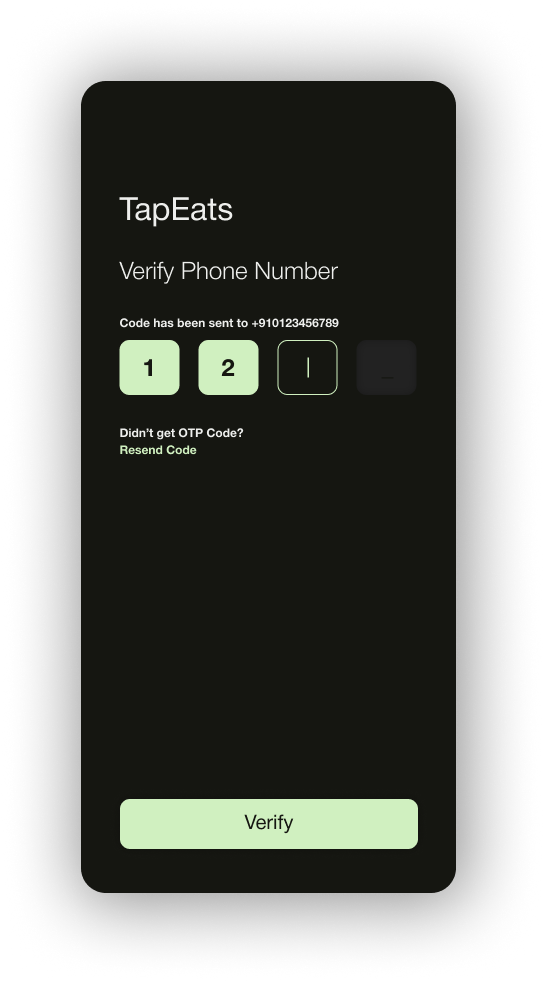 TapEats
Verify Phone Number
Code has been sent to +910123456789
1 2 | _
Didn’t get OTP Code?
Resend Code
Verify